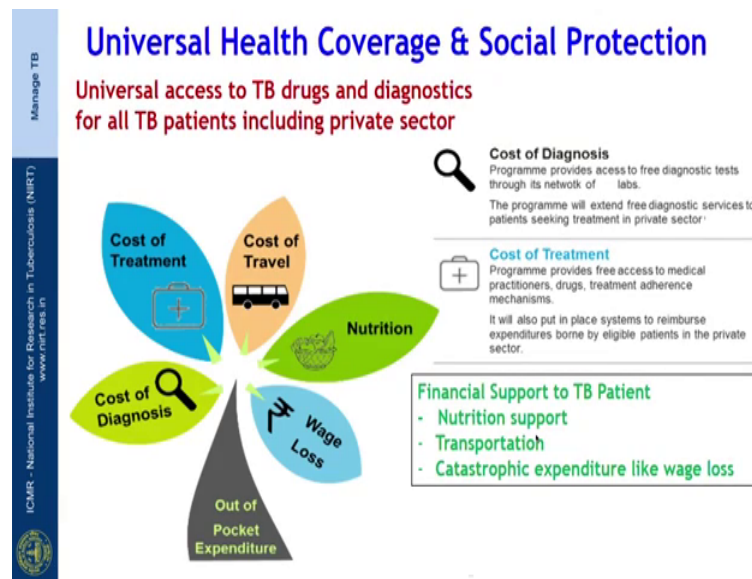 Manage TB
ICMR - National Institute for Research in Tuberculosis (NIRT)
www.nirt.res.in
Universal Health Coverage & Social Protection
Universal access to TB drugs and diagnostics
for all TB patients including private sector
Cost of
Treatment
Cost of
Travel
Nutrition
Cost of
Diagnosis
₹
Wage
Loss
Out of
Pocket
Expenditure
Cost of Diagnosis
Programme provides acess to free diagnostic tests
through its netwotk of labs.
The programme will extend free diagnostic services to
patients seeking treatment in private sector
Cost of Treatment
Programme provides free access to medical
practitioners, drugs, treatment adherence
mechanisms.
It will also put in place systems to reimburse
expenditures borne by eligible patients in the private
sector.
Financial Support to TB Patient
- Nutrition support
- Transportation
- Catastrophic expenditure like wage loss